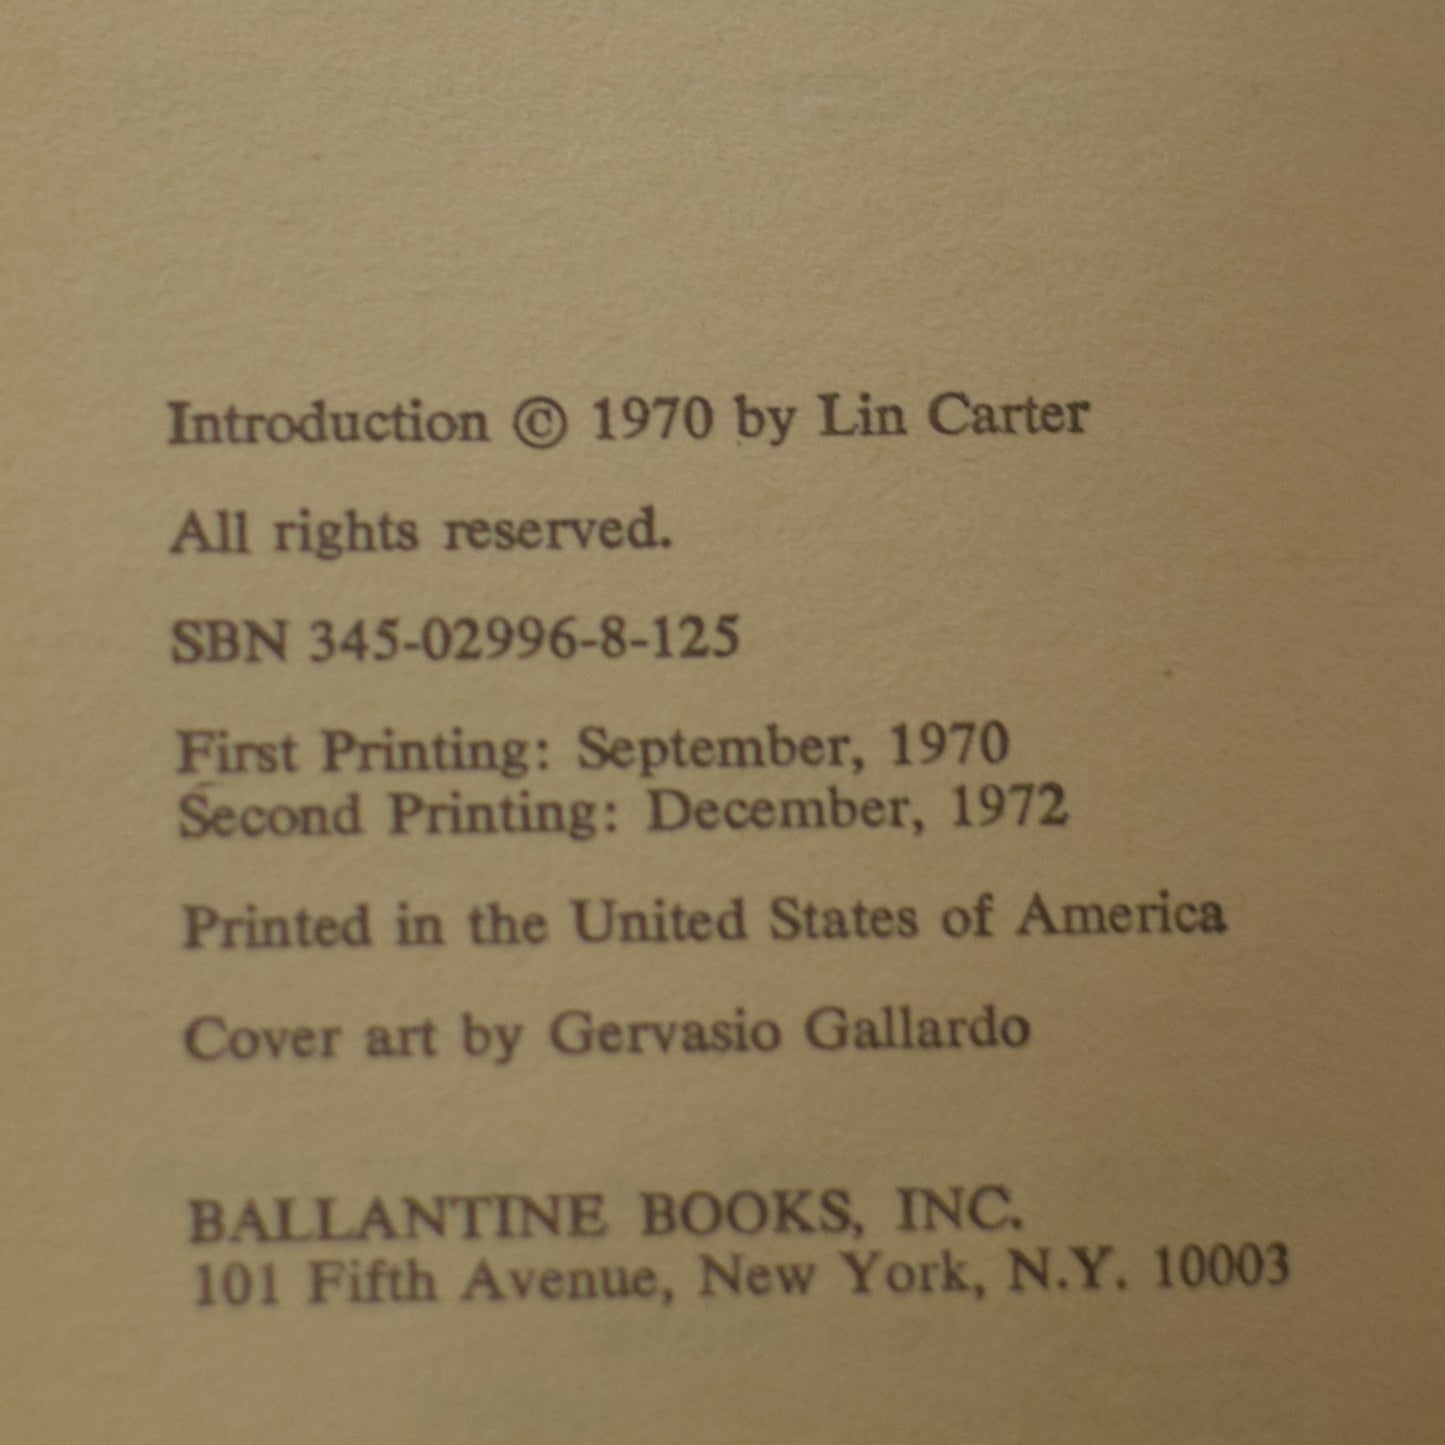 Introduction © 1970 by Lin Carter
All rights reserved.
SBN 345-02996-8-125
First Printing: September, 1970
Second Printing: December, 1972
Printed in the United States of America
Cover art by Gervasio Gallardo
BALLANTINE BOOKS, INC.
101 Fifth Avenue, New York, N.Y. 10003